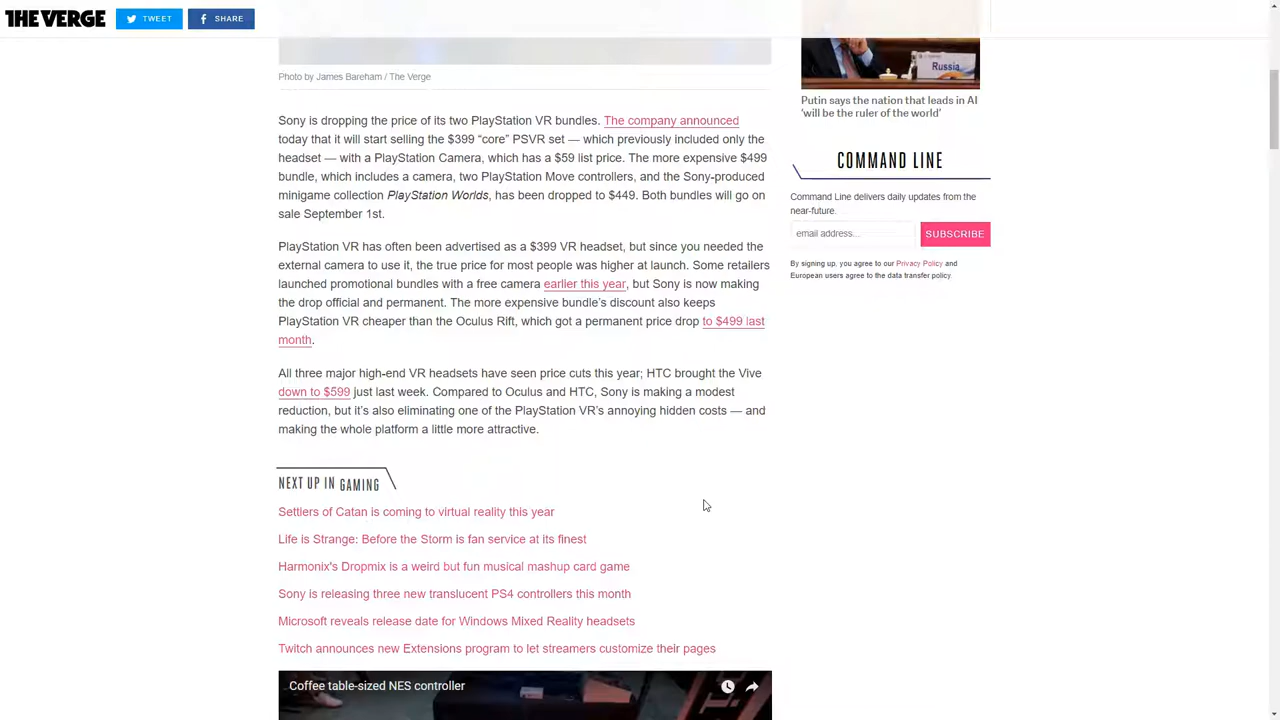 THE VERGE
TWEET
SHARE
Photo by James Bareham / The Verge
Sony is dropping the price of its two PlayStation VR bundles. The company announced
today that it will start selling the $399 “core” PSVR set — which previously included only the
headset — with a PlayStation Camera, which has a $59 list price. The more expensive $499
bundle, which includes a camera, two PlayStation Move controllers, and the Sony-produced
minigame collection PlayStation Worlds, has been dropped to $449. Both bundles will go on
sale September 1st.
PlayStation VR has often been advertised as a $399 VR headset, but since you needed the
external camera to use it, the true price for most people was higher at launch. Some retailers
launched promotional bundles with a free camera earlier this year, but Sony is now making
the drop official and permanent. The more expensive bundle’s discount also keeps
PlayStation VR cheaper than the Oculus Rift, which got a permanent price drop to $499 last
month.
All three major high-end VR headsets have seen price cuts this year; HTC brought the Vive
down to $599 just last week. Compared to Oculus and HTC, Sony is making a modest
reduction, but it’s also eliminating one of the PlayStation VR’s annoying hidden costs — and
making the whole platform a little more attractive.
NEXT UP IN GAMING
Settlers of Catan is coming to virtual reality this year
Life is Strange: Before the Storm is fan service at its finest
Harmonix's Dropmix is a weird but fun musical mashup card game
Sony is releasing three new translucent PS4 controllers this month
Microsoft reveals release date for Windows Mixed Reality headsets
Twitch announces new Extensions program to let streamers customize their pages
Coffee table-sized NES controller
Russia
Putin says the nation that leads in AI
‘will be the ruler of the world’
COMMAND LINE
Command Line delivers daily updates from the
near-future.
email address...
SUBSCRIBE
By signing up, you agree to our Privacy Policy and
European users agree to the data transfer policy.